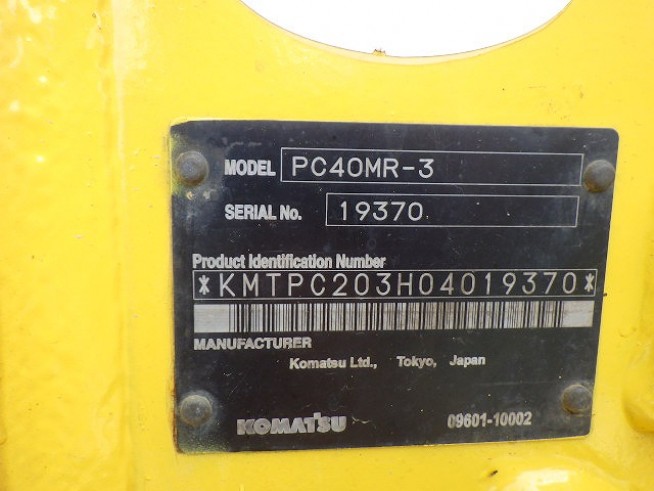 MODEL PC40MR-3
SERIAL No. 19370
Product Identification Number
*KMTPC203H04019370*
MANUFACTURER
Komatsu Ltd., Tokyo, Japan
KOMATSU 09601-10002